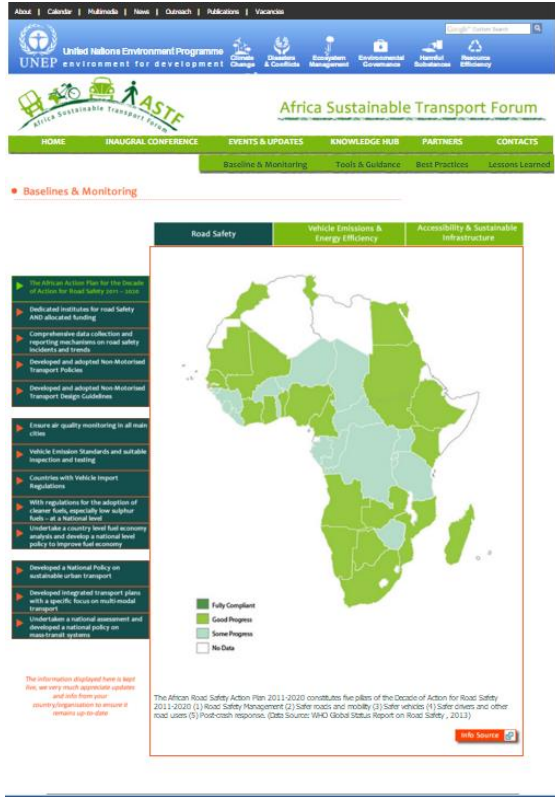 About | Calendar | Multimedia | News | Outreach | Publications | Vacancies
Google™ Custom Search
UNEP
United Nations Environment Programme
environment for development
Climate Change
Disasters & Conflicts
Ecosystem Management
Environmental Governance
Harmful Substances
Resource Efficiency
ASTF
Africa Sustainable Transport Forum
Africa Sustainable Transport Forum
HOME INAUGRAL CONFERENCE EVENTS & UPDATES KNOWLEDGE HUB PARTNERS CONTACTS
Baseline & Monitoring Tools & Guidance Best Practices Lessons Learned
Baselines & Monitoring
Road Safety
Vehicle Emissions &
Energy Efficiency
Accessibility & Sustainable
Infrastructure
The African Action Plan for the Decade
of Action for Road Safety 2011 – 2020
Dedicated institutes for road Safety
AND allocated funding
Comprehensive data collection and
reporting mechanisms on road safety
incidents and trends
Developed and adopted Non-Motorised
Transport Policies
Developed and adopted Non-Motorised
Transport Design Guidelines
Ensure air quality monitoring in all main
cities
Vehicle Emission Standards and suitable
inspection and testing
Countries with Vehicle Import
Regulations
With regulations for the adoption of
cleaner fuels, especially low sulphur
fuels – at a National level
Undertake a country level fuel economy
analysis and develop a national level
policy to improve fuel economy
Developed a National Policy on
sustainable urban transport
Developed integrated transport plans
with a specific focus on multi-modal
transport
Undertaken a national assessment and
developed a national policy on
mass-transit systems
Fully Compliant
Good Progress
Some Progress
No Data
The information displayed here is kept
live, we very much appreciate updates
and info from your
country/organisation to ensure it
remains up-to-date
The African Road Safety Action Plan 2011-2020 constitutes five pillars of the Decade of Action for Road Safety
2011-2020 (1) Road Safety Management (2) Safer roads and mobility (3) Safer vehicles (4) Safer drivers and other
road users (5) Post-crash response. (Data Source: WHO Global Status Report on Road Safety , 2013)
Info Source